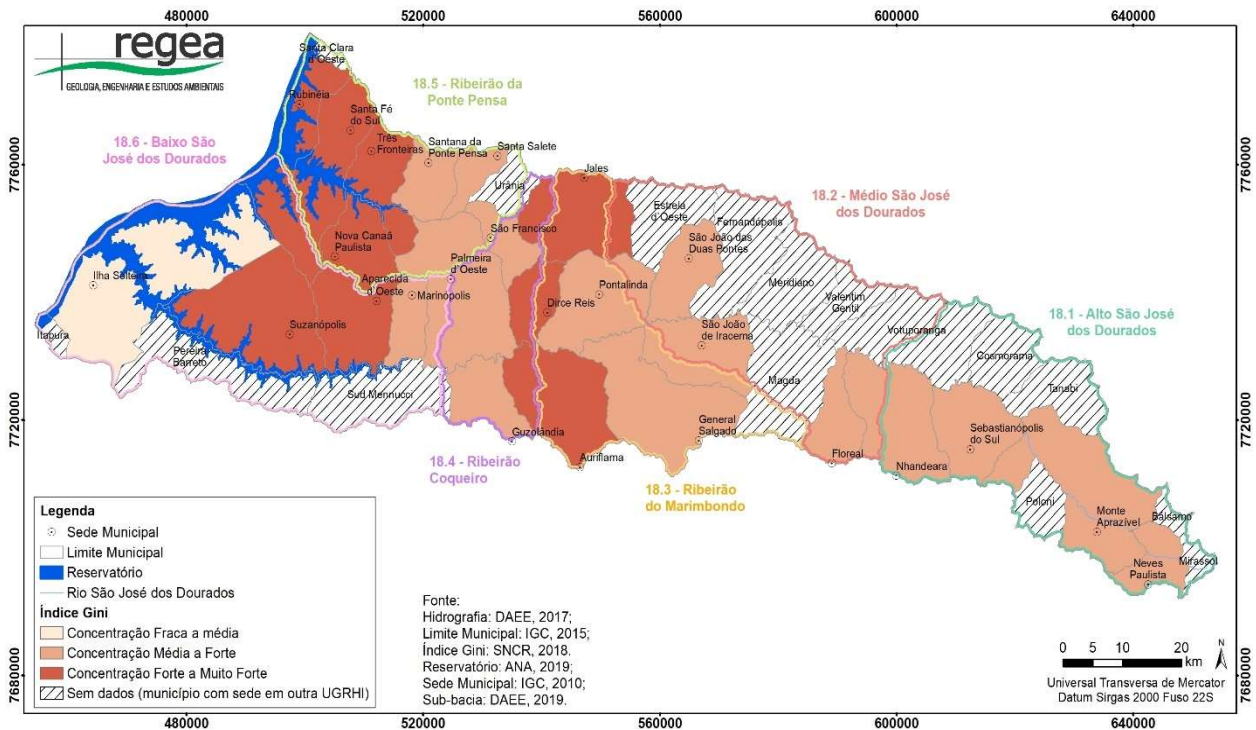 480000
520000
560000
600000
640000
regea
GEOLOGIA, ENGENHARIA E ESTUDOS AMBIENTAIS
7760000
7720000
7680000
Santa Clara
d'Oeste
Rubinéia
Santa Fé
do Sul
Três
Fronteiras
18.5 - Ribeirão da
Ponte Pensa
Santana da
Ponte Pensa
Santa Salete
Urânia
18.6 - Baixo São
José dos Dourados
Jales
Estrela
d'Oeste
Fernandópolis
18.2 - Médio São José
dos Dourados
São João das
Duas Pontes
Nova Canaã
Paulista
São Francisco
Palmeira
d'Oeste
Aparecida
d'Oeste
Marinópolis
Ilha Solteira
Dirce Reis
Pontalinda
Meridiano
Valentim
Gentil
Votuporanga
18.1 - Alto São José
dos Dourados
Suzanópolis
São João
de Iracema
Cosmorama
Itapura
Pereira
Barreto
Magda
Tanabi
Sud Mennucci
Guzolândia
General
Salgado
Floreal
Sebastianópolis
do Sul
Nhandeara
Auriflama
18.4 - Ribeirão
Coqueiro
18.3 - Ribeirão
do Marimbondo
Poloni
Monte
Aprazível
Bálsamo
Mirassol
Neves
Paulista
Legenda
Sede Municipal
Limite Municipal
Reservatório
Rio São José dos Dourados
Índice Gini
Concentração Fraca a média
Concentração Média a Forte
Concentração Forte a Muito Forte
Sem dados (município com sede em outra UGRHI)
Fonte:
Hidrografia: DAEE, 2017;
Limite Municipal: IGC, 2015;
Índice Gini: SNCR, 2018.
Reservatório: ANA, 2019;
Sede Municipal: IGC, 2010;
Sub-bacia: DAEE, 2019.
0 5 10 20
km
N
Universal Transversa de Mercator
Datum Sirgas 2000 Fuso 22S
7760000
7720000
7680000
480000
520000
560000
600000
640000